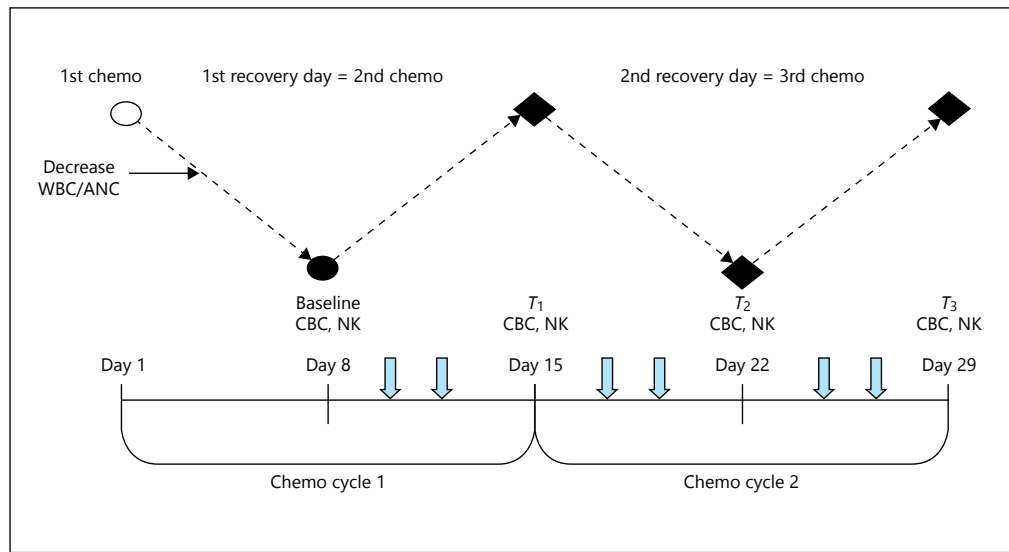 1st chemo
1st recovery day = 2nd chemo
2nd recovery day = 3rd chemo
Decrease
WBC/ANC
Baseline
CBC, NK
T1
CBC, NK
T2
CBC, NK
T3
CBC, NK
Day 1
Day 8
Day 15
Day 22
Day 29
Chemo cycle 1
Chemo cycle 2